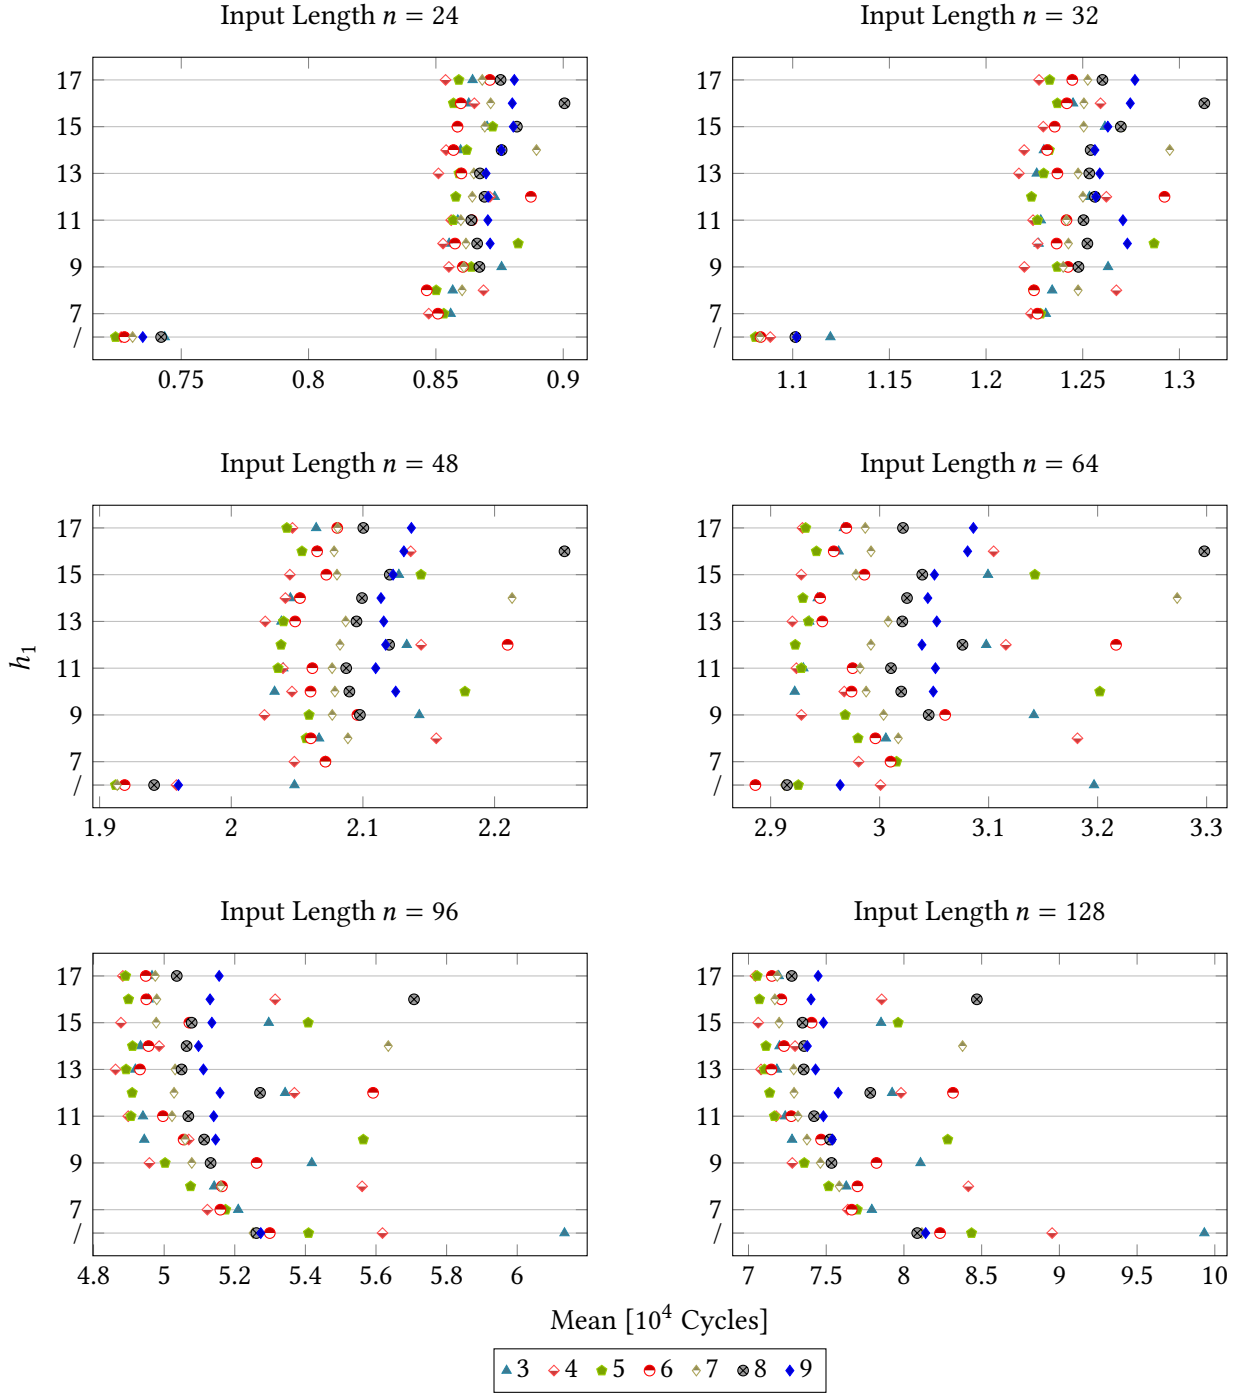 Input Length n = 24
17
15
13
11
9
7
/
0.75 0.8 0.85 0.9
Input Length n = 32
17
15
13
11
9
7
/
1.1 1.15 1.2 1.25 1.3
Input Length n = 48
17
15
13
11
9
7
/
1.9 2 2.1 2.2
h₁
Input Length n = 64
17
15
13
11
9
7
/
2.9 3 3.1 3.2 3.3
Input Length n = 96
17
15
13
11
9
7
/
4.8 5 5.2 5.4 5.6 5.8 6
Input Length n = 128
17
15
13
11
9
7
/
7 7.5 8 8.5 9 9.5 10
Mean [10⁴ Cycles]
3 4 5 6 7 8 9